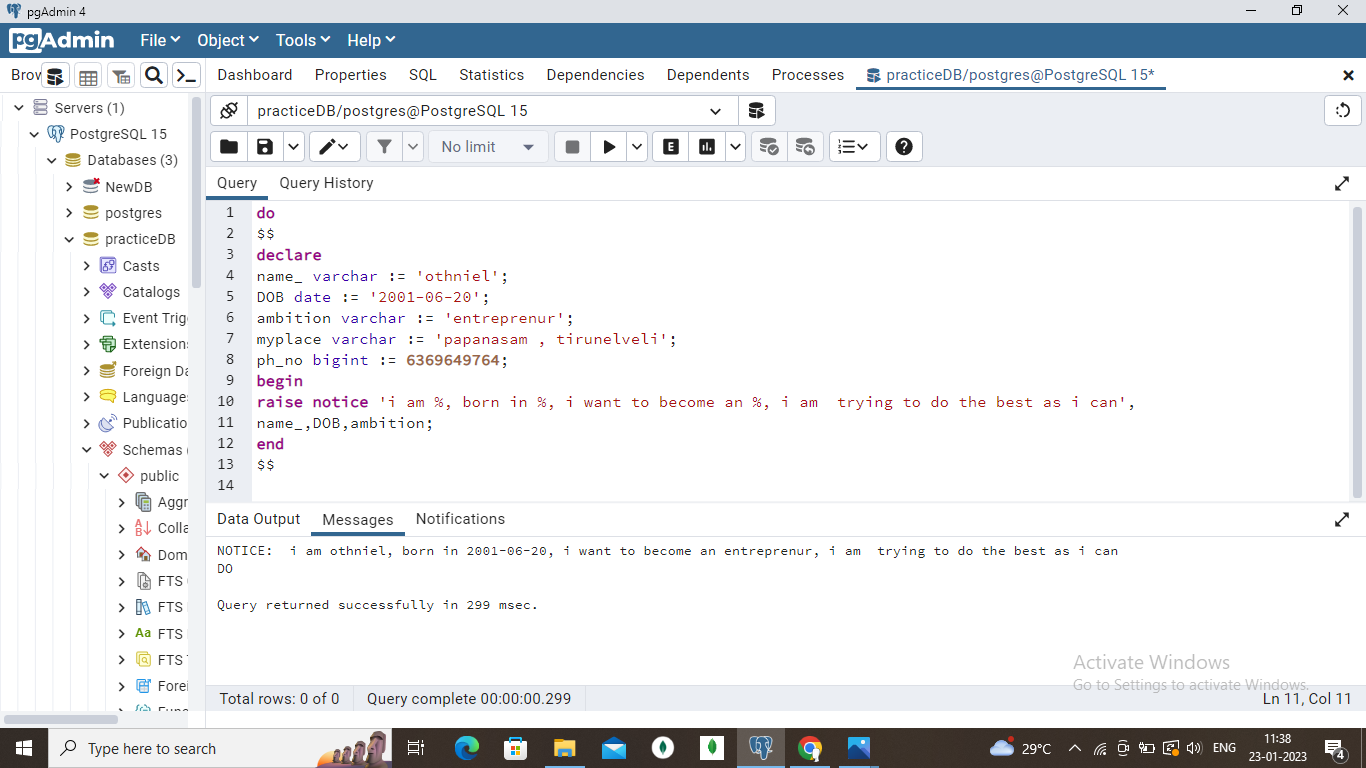 pgAdmin 4
pgAdmin File Object Tools Help
Brow Dashboard Properties SQL Statistics Dependencies Dependents Processes practiceDB/postgres@PostgreSQL 15*
Servers (1)
PostgreSQL 15
Databases (3)
NewDB
postgres
practiceDB
Casts
Catalogs
Event Trig
Extension
Foreign Da
Language
Publicatio
Schemas (
public
Aggr
Colla
Dom
FTS
FTS
Aa FTS
FTS
Forei
practiceDB/postgres@PostgreSQL 15
No limit E
Query Query History
1 do
2 $$
3 declare
4 name_ varchar := 'othniel';
5 DOB date := '2001-06-20';
6 ambition varchar := 'entreprenur';
7 myplace varchar := 'papanasam , tirunelveli';
8 ph_no bigint := 6369649764;
9 begin
10 raise notice 'i am %, born in %, i want to become an %, i am  trying to do the best as i can',
11 name_,DOB,ambition;
12 end
13 $$
14
Data Output Messages Notifications
NOTICE:  i am othniel, born in 2001-06-20, i want to become an entreprenur, i am  trying to do the best as i can
DO
Query returned successfully in 299 msec.
Activate Windows
Go to Settings to activate Windows.
Total rows: 0 of 0 Query complete 00:00:00.299 Ln 11, Col 11
Type here to search 29°C ENG 11:38
23-01-2023 4